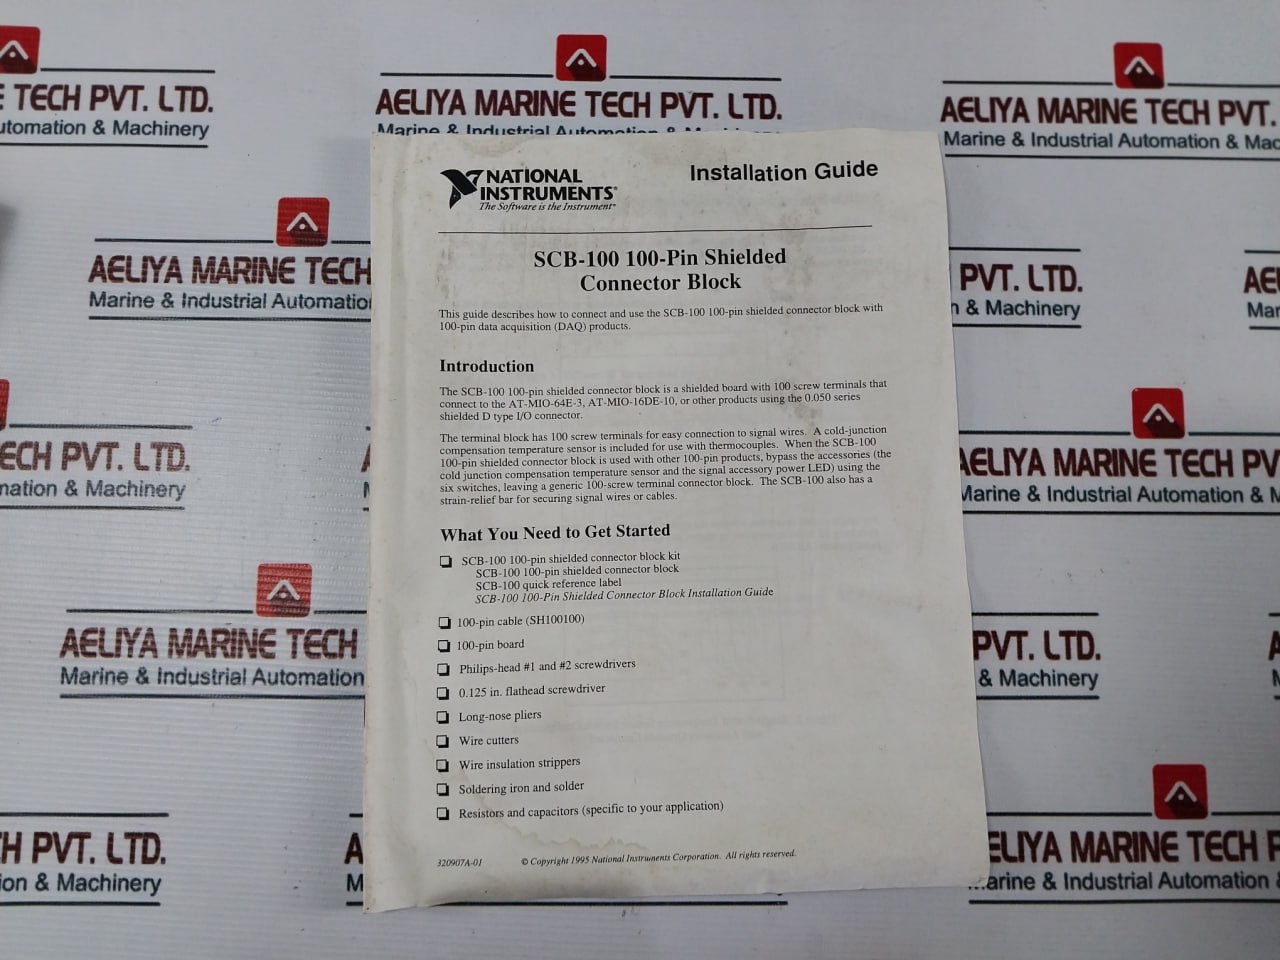 TECH PVT. LTD.
utomation & Machinery
AELIYA MARINE TECH PVT. LTD.
Marine & Industrial Automation & Machinery
AELIYA MARINE TECH PVT.
Marine & Industrial Automation & Mac
AELIYA MARINE TECH
Marine & Industrial Automatio
PVT. LTD.
n & Machinery
AEL
Mar
ECH PVT. LTD.
mation & Machinery
AELIYA MARINE TECH PV
Marine & Industrial Automation &
AELIYA MARINE TECH
Marine & Industrial Automation
PVT. LTD.
& Machinery
H PVT. LTD.
ion & Machinery
A
M
ELIYA MARINE TECH P
arine & Industrial Automation &
NATIONAL
INSTRUMENTS®
The Software is the Instrument®
Installation Guide
SCB-100 100-Pin Shielded
Connector Block
This guide describes how to connect and use the SCB-100 100-pin shielded connector block with
100-pin data acquisition (DAQ) products.
Introduction
The SCB-100 100-pin shielded connector block is a shielded board with 100 screw terminals that
connect to the AT-MIO-64E-3, AT-MIO-16DE-10, or other products using the 0.050 series
shielded D type I/O connector.
The terminal block has 100 screw terminals for easy connection to signal wires. A cold-junction
compensation temperature sensor is included for use with thermocouples. When the SCB-100
100-pin shielded connector block is used with other 100-pin products, bypass the accessories (the
cold junction compensation temperature sensor and the signal accessory power LED) using the
six switches, leaving a generic 100-screw terminal connector block. The SCB-100 also has a
strain-relief bar for securing signal wires or cables.
What You Need to Get Started
❏ SCB-100 100-pin shielded connector block kit
SCB-100 100-pin shielded connector block
SCB-100 quick reference label
SCB-100 100-Pin Shielded Connector Block Installation Guide
❏ 100-pin cable (SH100100)
❏ 100-pin board
❏ Philips-head #1 and #2 screwdrivers
❏ 0.125 in. flathead screwdriver
❏ Long-nose pliers
❏ Wire cutters
❏ Wire insulation strippers
❏ Soldering iron and solder
❏ Resistors and capacitors (specific to your application)
320907A-01
© Copyright 1995 National Instruments Corporation. All rights reserved.